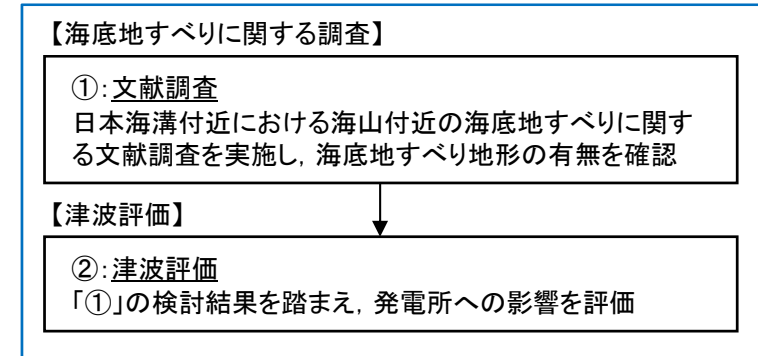 【海底地すべりに関する調査】
①:文献調査
日本海溝付近における海山付近の海底地すべりに関す
る文献調査を実施し，海底地すべり地形の有無を確認
【津波評価】
②:津波評価
「①」の検討結果を踏まえ，発電所への影響を評価